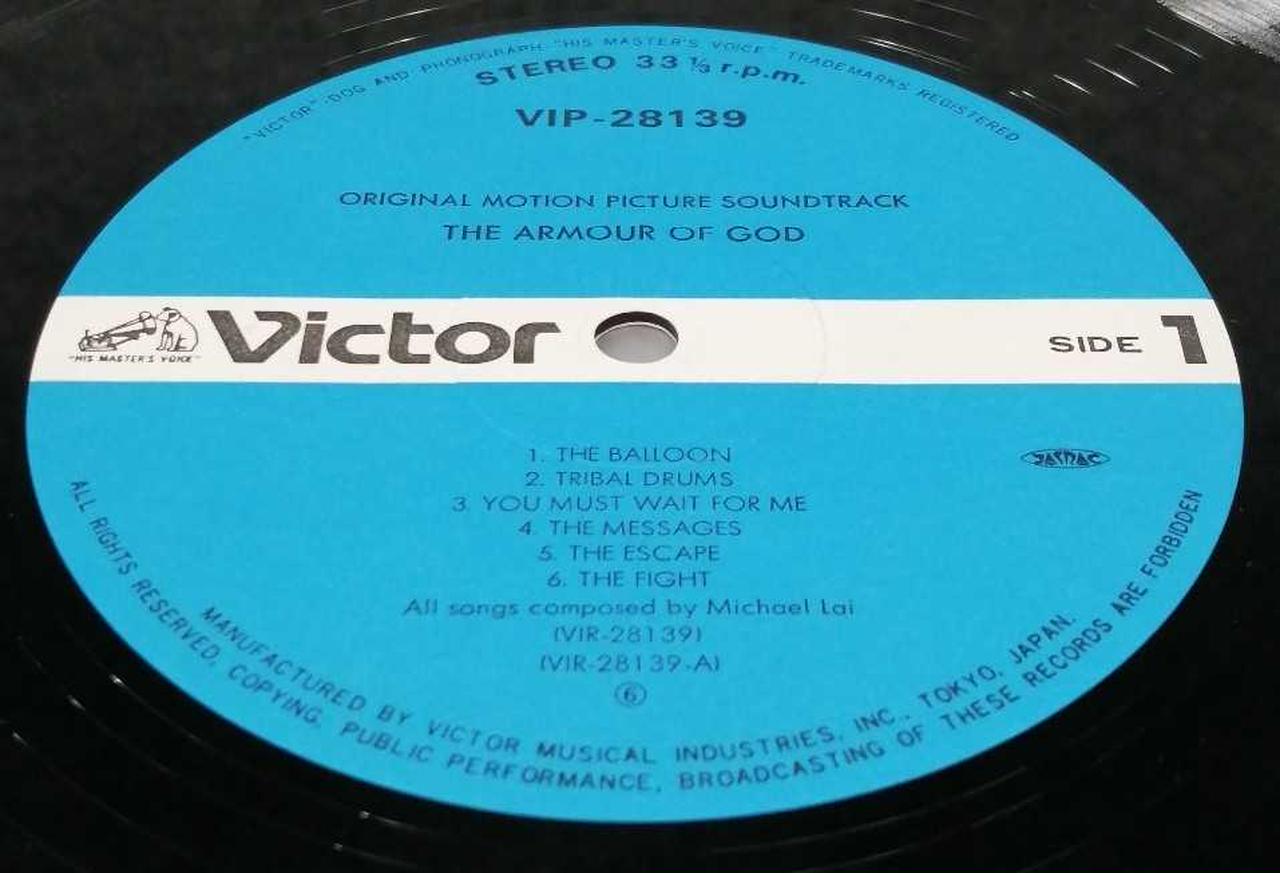 "VICTOR" DOG AND PHONOGRAPH "HIS MASTER'S VOICE" TRADEMARKS REGISTERED
STEREO 33 ⅓ r.p.m.
VIP-28139
ORIGINAL MOTION PICTURE SOUNDTRACK
THE ARMOUR OF GOD
"HIS MASTER'S VOICE"
Victor
SIDE 1
1. THE BALLOON
2. TRIBAL DRUMS
3. YOU MUST WAIT FOR ME
4. THE MESSAGES
5. THE ESCAPE
6. THE FIGHT
All songs composed by Michael Lai
(VIR-28139)
(VIR-28139-A)
⑥
JASRAC
MANUFACTURED BY VICTOR MUSICAL INDUSTRIES, INC., TOKYO, JAPAN.
ALL RIGHTS RESERVED, COPYING, PUBLIC PERFORMANCE, BROADCASTING OF THESE RECORDS ARE FORBIDDEN